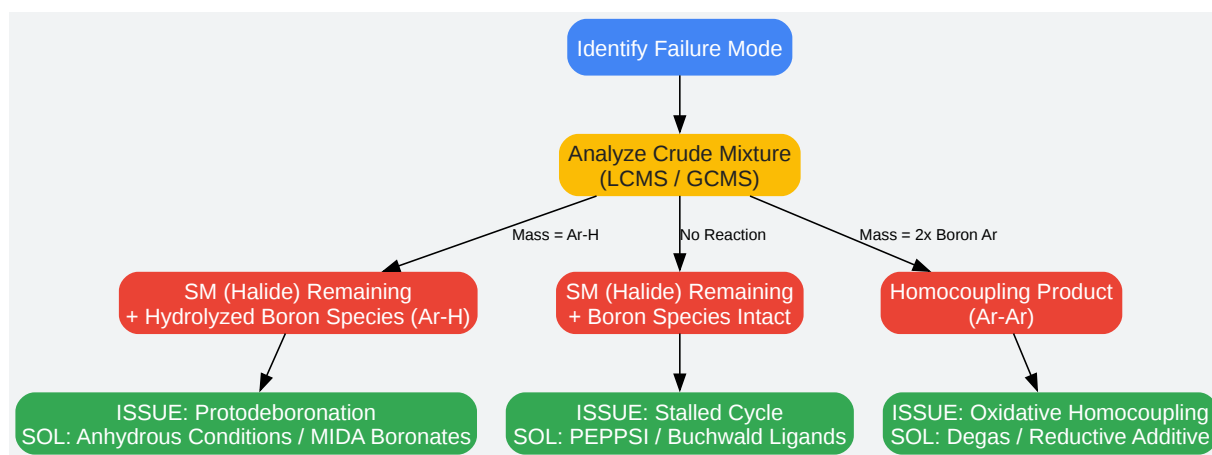 Identify Failure Mode
Analyze Crude Mixture
(LCMS / GCMS)
Mass = Ar-H
No Reaction
Mass = 2x Boron Ar
SM (Halide) Remaining
+ Hydrolyzed Boron Species (Ar-H)
SM (Halide) Remaining
+ Boron Species Intact
Homocoupling Product
(Ar-Ar)
ISSUE: Protodeboronation
SOL: Anhydrous Conditions / MIDA Boronates
ISSUE: Stalled Cycle
SOL: PEPPSI / Buchwald Ligands
ISSUE: Oxidative Homocoupling
SOL: Degas / Reductive Additive